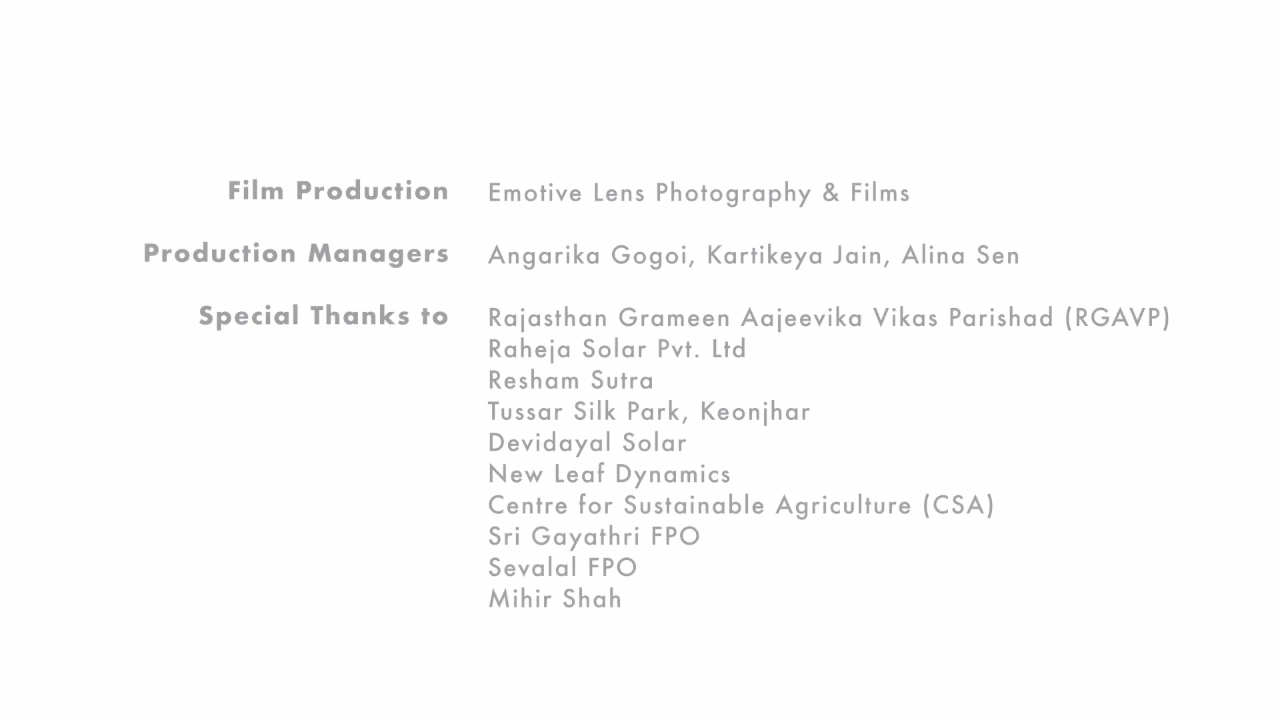 Film Production Emotive Lens Photography & Films
Production Managers Angarika Gogoi, Kartikeya Jain, Alina Sen
Special Thanks to Rajasthan Grameen Aajeevika Vikas Parishad (RGAVP)
Raheja Solar Pvt. Ltd
Resham Sutra
Tussar Silk Park, Keonjhar
Devidayal Solar
New Leaf Dynamics
Centre for Sustainable Agriculture (CSA)
Sri Gayathri FPO
Sevalal FPO
Mihir Shah